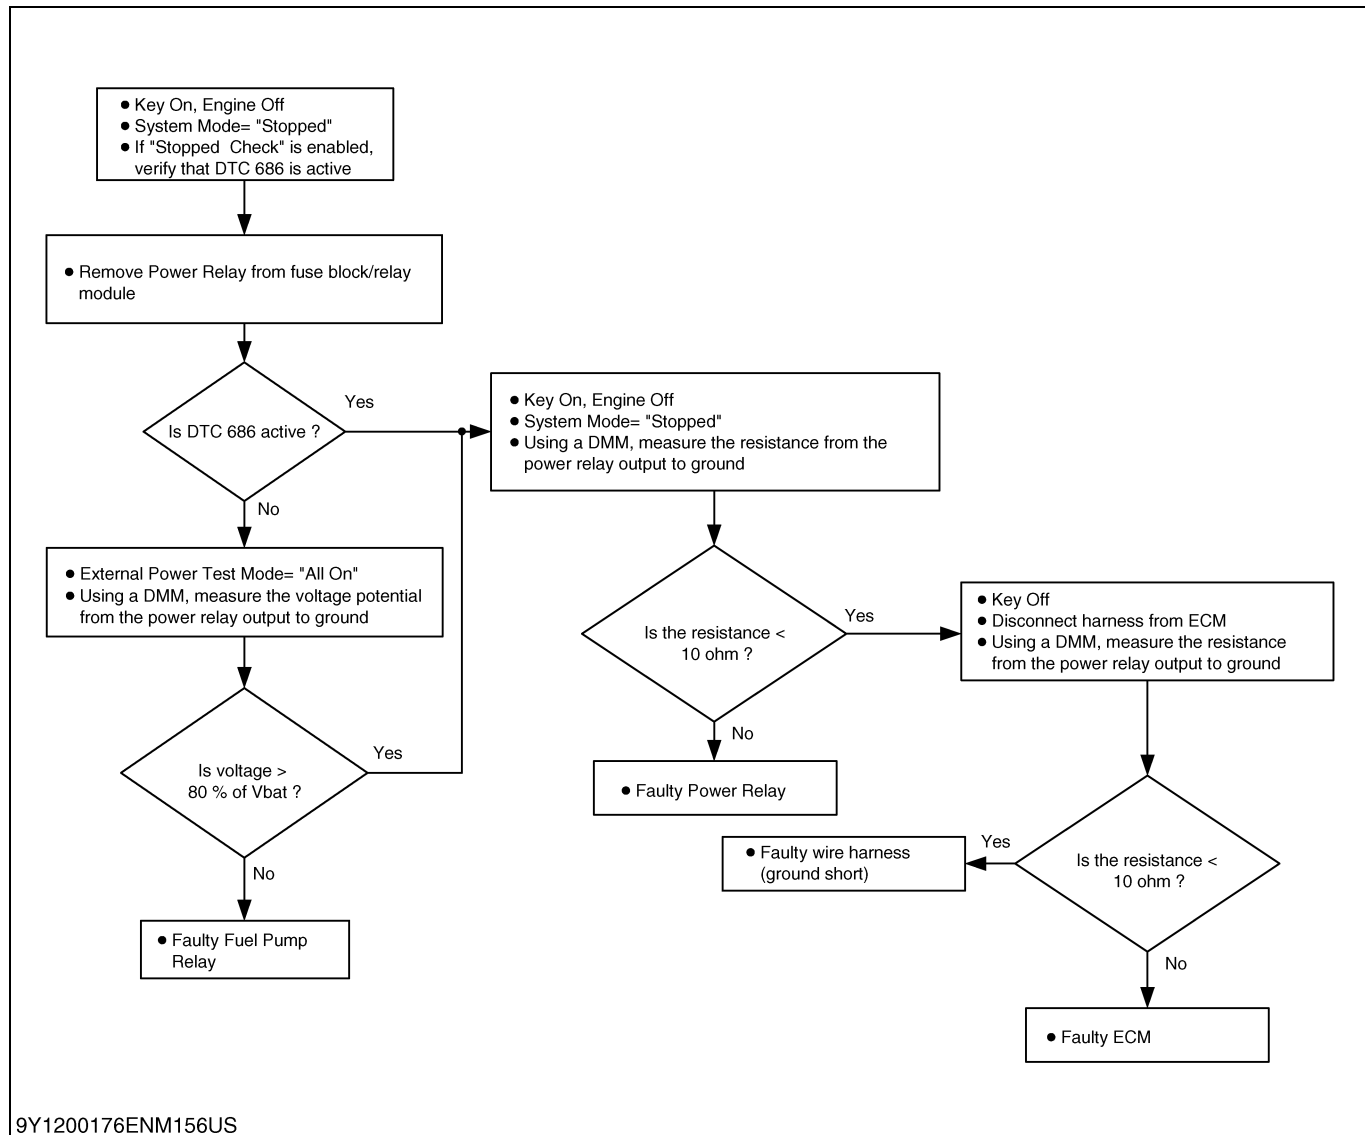 ● Key On, Engine Off
● System Mode= "Stopped"
● If "Stopped Check" is enabled,
verify that DTC 686 is active
● Remove Power Relay from fuse block/relay
module
Is DTC 686 active ?
Yes
No
● External Power Test Mode= "All On"
● Using a DMM, measure the voltage potential
from the power relay output to ground
Is voltage >
80 % of Vbat ?
Yes
No
● Faulty Fuel Pump
Relay
● Key On, Engine Off
● System Mode= "Stopped"
● Using a DMM, measure the resistance from the
power relay output to ground
Is the resistance <
10 ohm ?
Yes
No
● Faulty Power Relay
● Key Off
● Disconnect harness from ECM
● Using a DMM, measure the resistance
from the power relay output to ground
Is the resistance <
10 ohm ?
Yes
● Faulty wire harness
(ground short)
No
● Faulty ECM
9Y1200176ENM156US